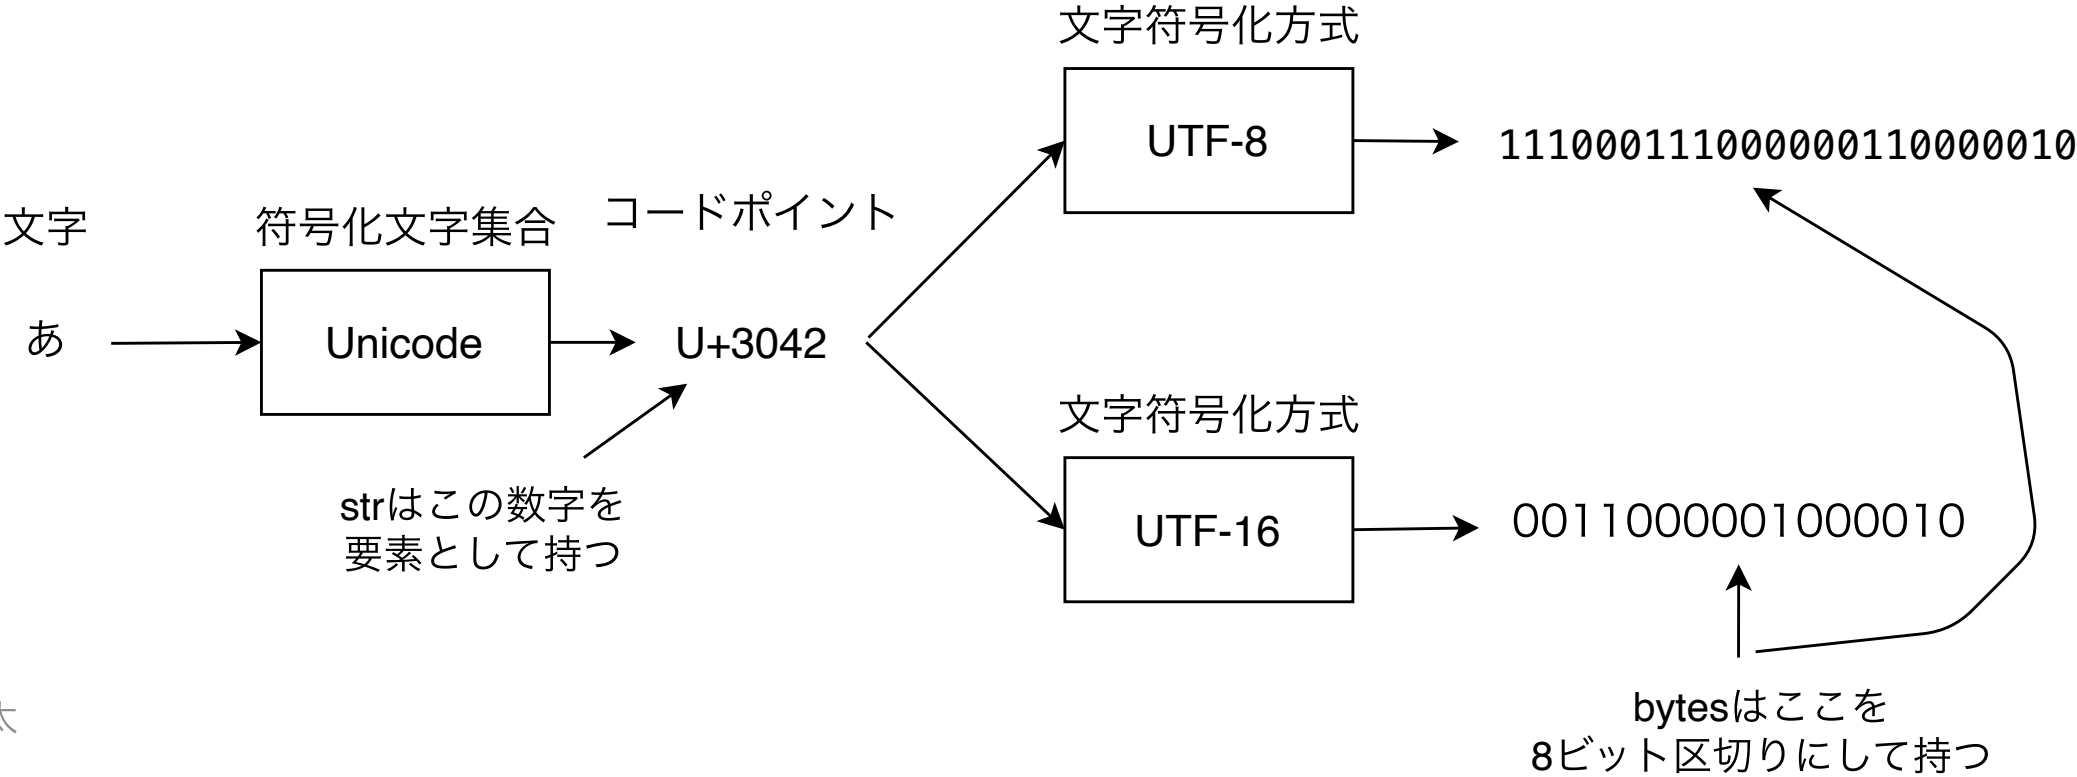 文字
あ
符号化文字集合
Unicode
コードポイント
U+3042
strはこの数字を
要素として持つ
文字符号化方式
UTF-8
111000111000000110000010
文字符号化方式
UTF-16
0011000001000010
bytesはここを
8ビット区切りにして持つ